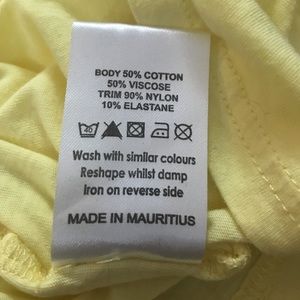 BODY 50% COTTON
50% VISCOSE
TRIM 90% NYLON
10% ELASTANE
40
Wash with similar colours
Reshape whilst damp
Iron on reverse side
MADE IN MAURITIUS